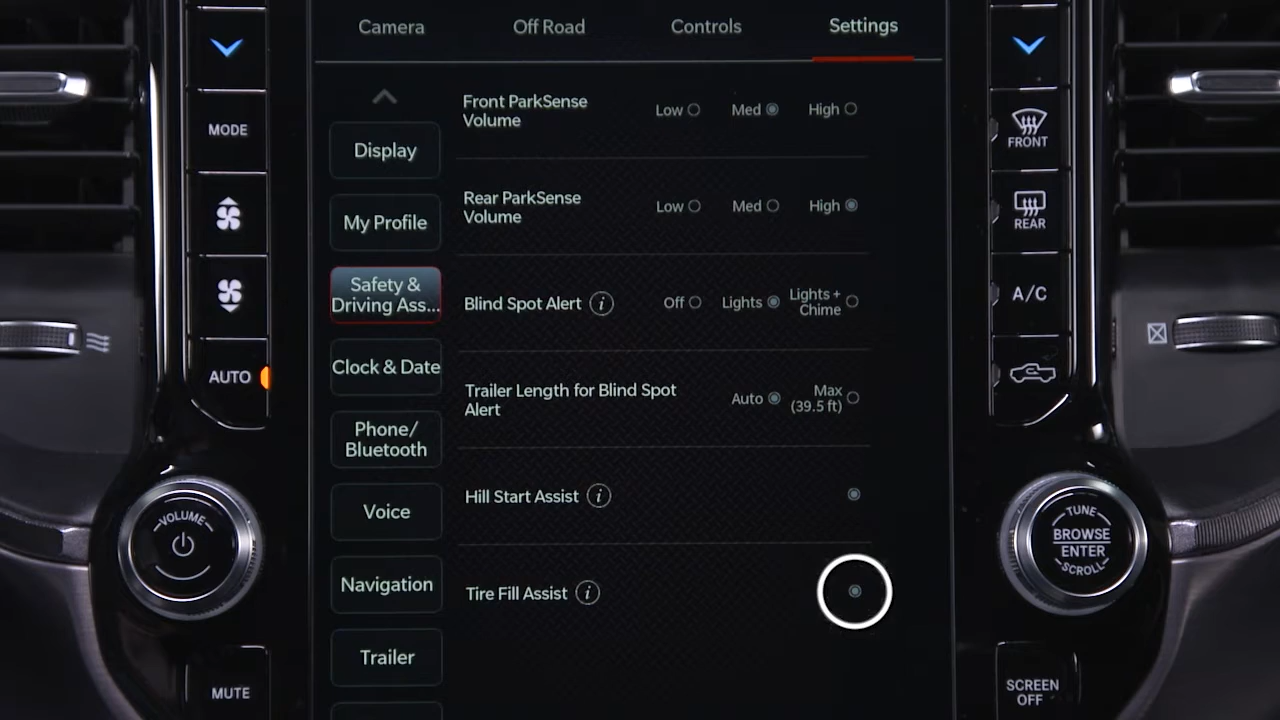 Camera
Off Road
Controls
Settings
Front ParkSense
Volume
Low
Med
High
Rear ParkSense
Volume
Low
Med
High
Blind Spot Alert
i
Off
Lights
Lights +
Chime
Trailer Length for Blind Spot
Alert
Auto
Max
(39.5 ft)
Hill Start Assist
i
Tire Fill Assist
i
Display
My Profile
Safety &
Driving Ass...
Clock & Date
Phone/
Bluetooth
Voice
Navigation
Trailer
MODE
AUTO
VOLUME
MUTE
FRONT
REAR
A/C
TUNE
BROWSE
ENTER
SCROLL
SCREEN
OFF